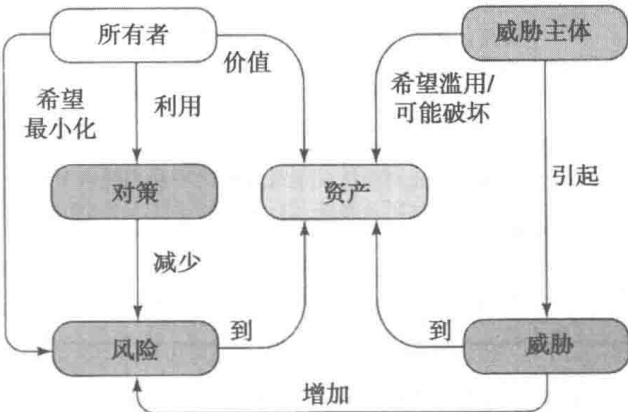 所有者
威胁主体
价值
希望
最小化
利用
希望滥用/
可能破坏
对策
资产
引起
减少
到
到
风险
威胁
增加